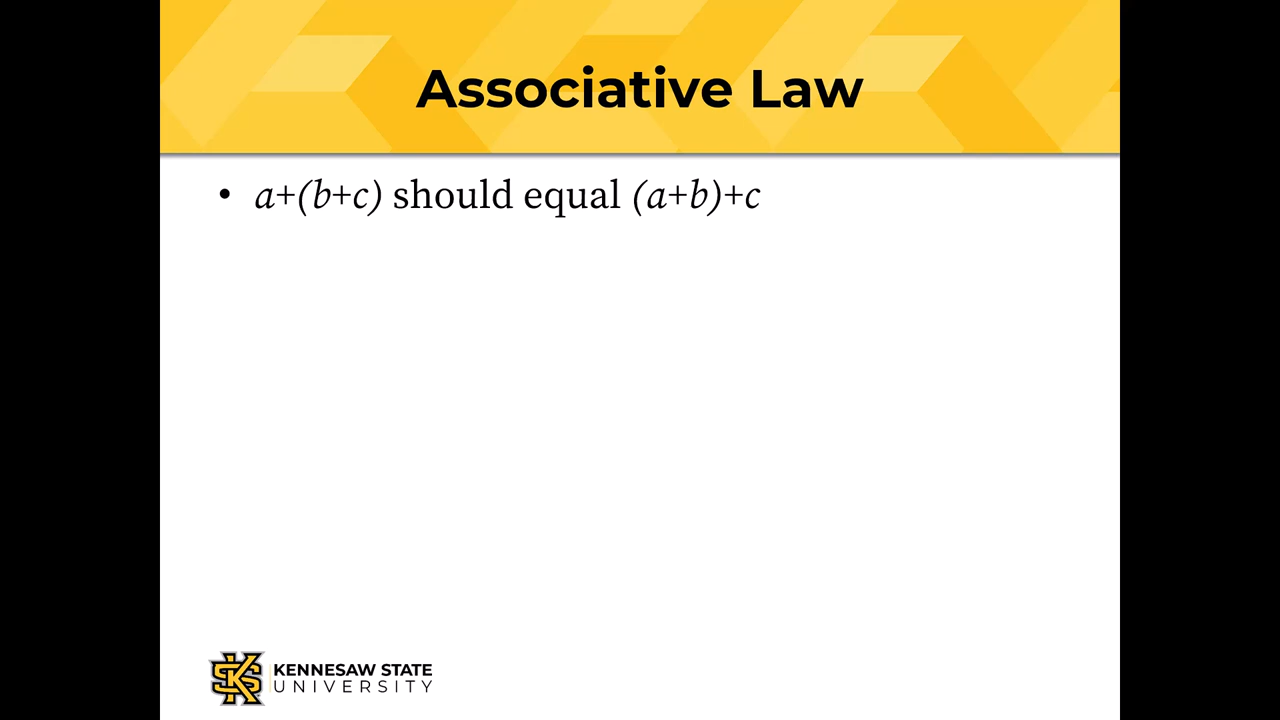 Associative Law
• a+(b+c) should equal (a+b)+c
KENNESAW STATE
UNIVERSITY